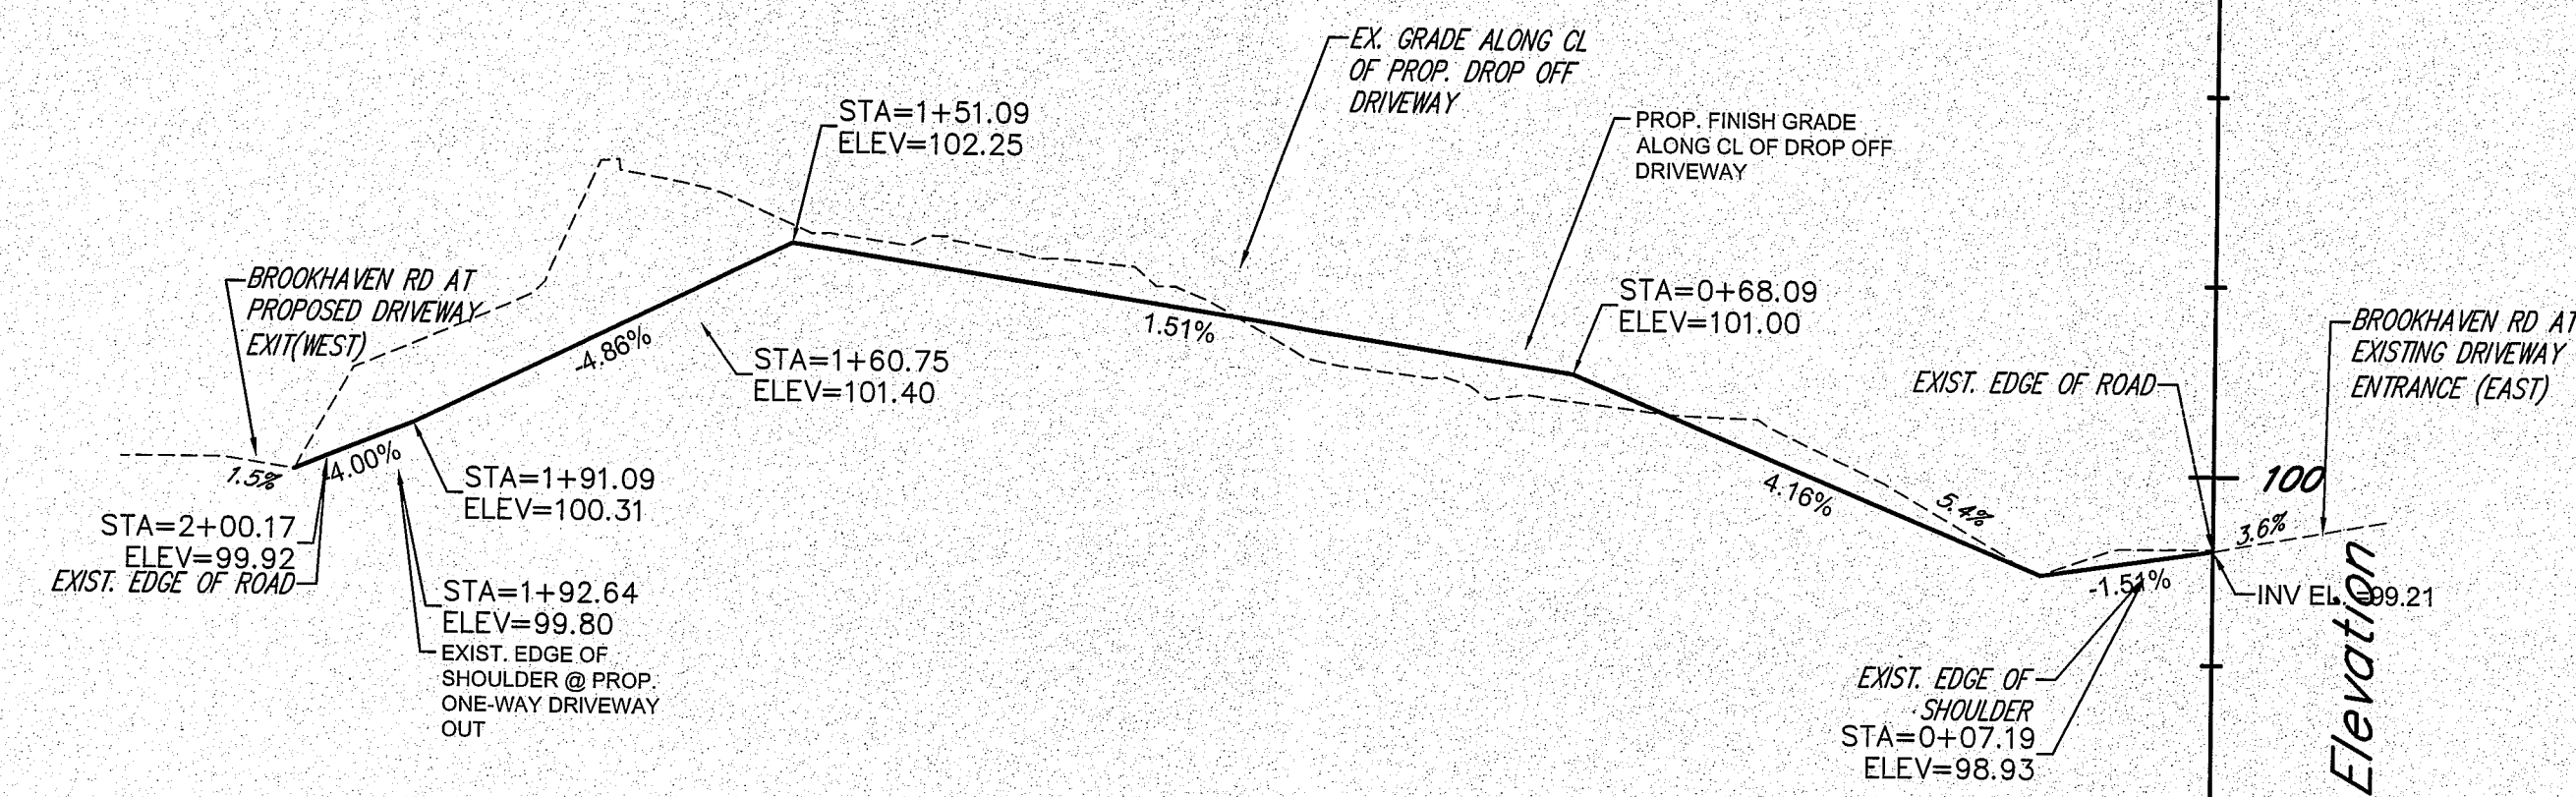 EX. GRADE ALONG CL
OF PROP. DROP OFF
DRIVEWAY
STA=1+51.09
ELEV=102.25
PROP. FINISH GRADE
ALONG CL OF DROP OFF
DRIVEWAY
BROOKHAVEN RD AT
PROPOSED DRIVEWAY
EXIT(WEST)
STA=0+68.09
ELEV=101.00
BROOKHAVEN RD AT
EXISTING DRIVEWAY
ENTRANCE (EAST)
1.51%
-4.86%
STA=1+60.75
ELEV=101.40
EXIST. EDGE OF ROAD
1.5%
-4.00%
STA=1+91.09
ELEV=100.31
4.16%
5.4%
100
3.6%
STA=2+00.17
ELEV=99.92
EXIST. EDGE OF ROAD
STA=1+92.64
ELEV=99.80
EXIST. EDGE OF
SHOULDER @ PROP.
ONE-WAY DRIVEWAY
OUT
-1.51%
INV EL. =99.21
EXIST. EDGE OF
SHOULDER
STA=0+07.19
ELEV=98.93
Elevation